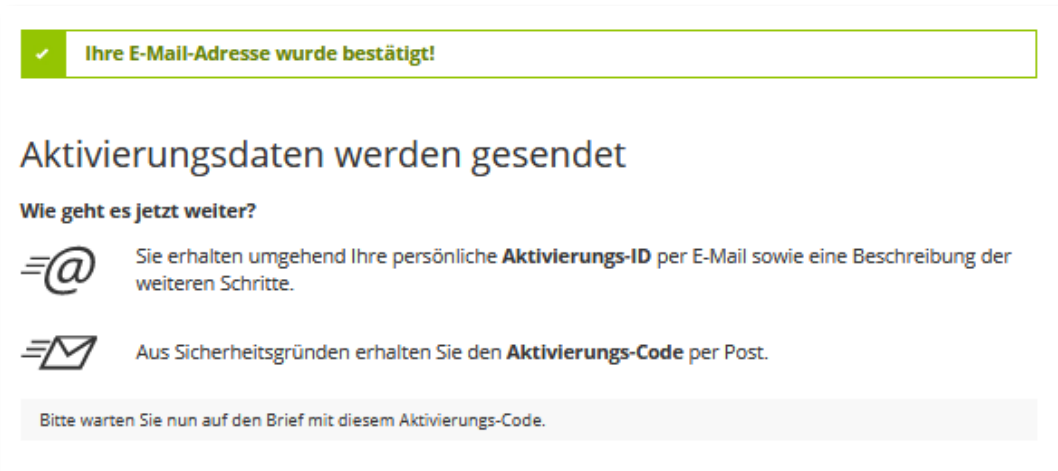 Ihre E-Mail-Adresse wurde bestätigt!
Aktivierungsdaten werden gesendet
Wie geht es jetzt weiter?
Sie erhalten umgehend Ihre persönliche Aktivierungs-ID per E-Mail sowie eine Beschreibung der
weiteren Schritte.
Aus Sicherheitsgründen erhalten Sie den Aktivierungs-Code per Post.
Bitte warten Sie nun auf den Brief mit diesem Aktivierungs-Code.